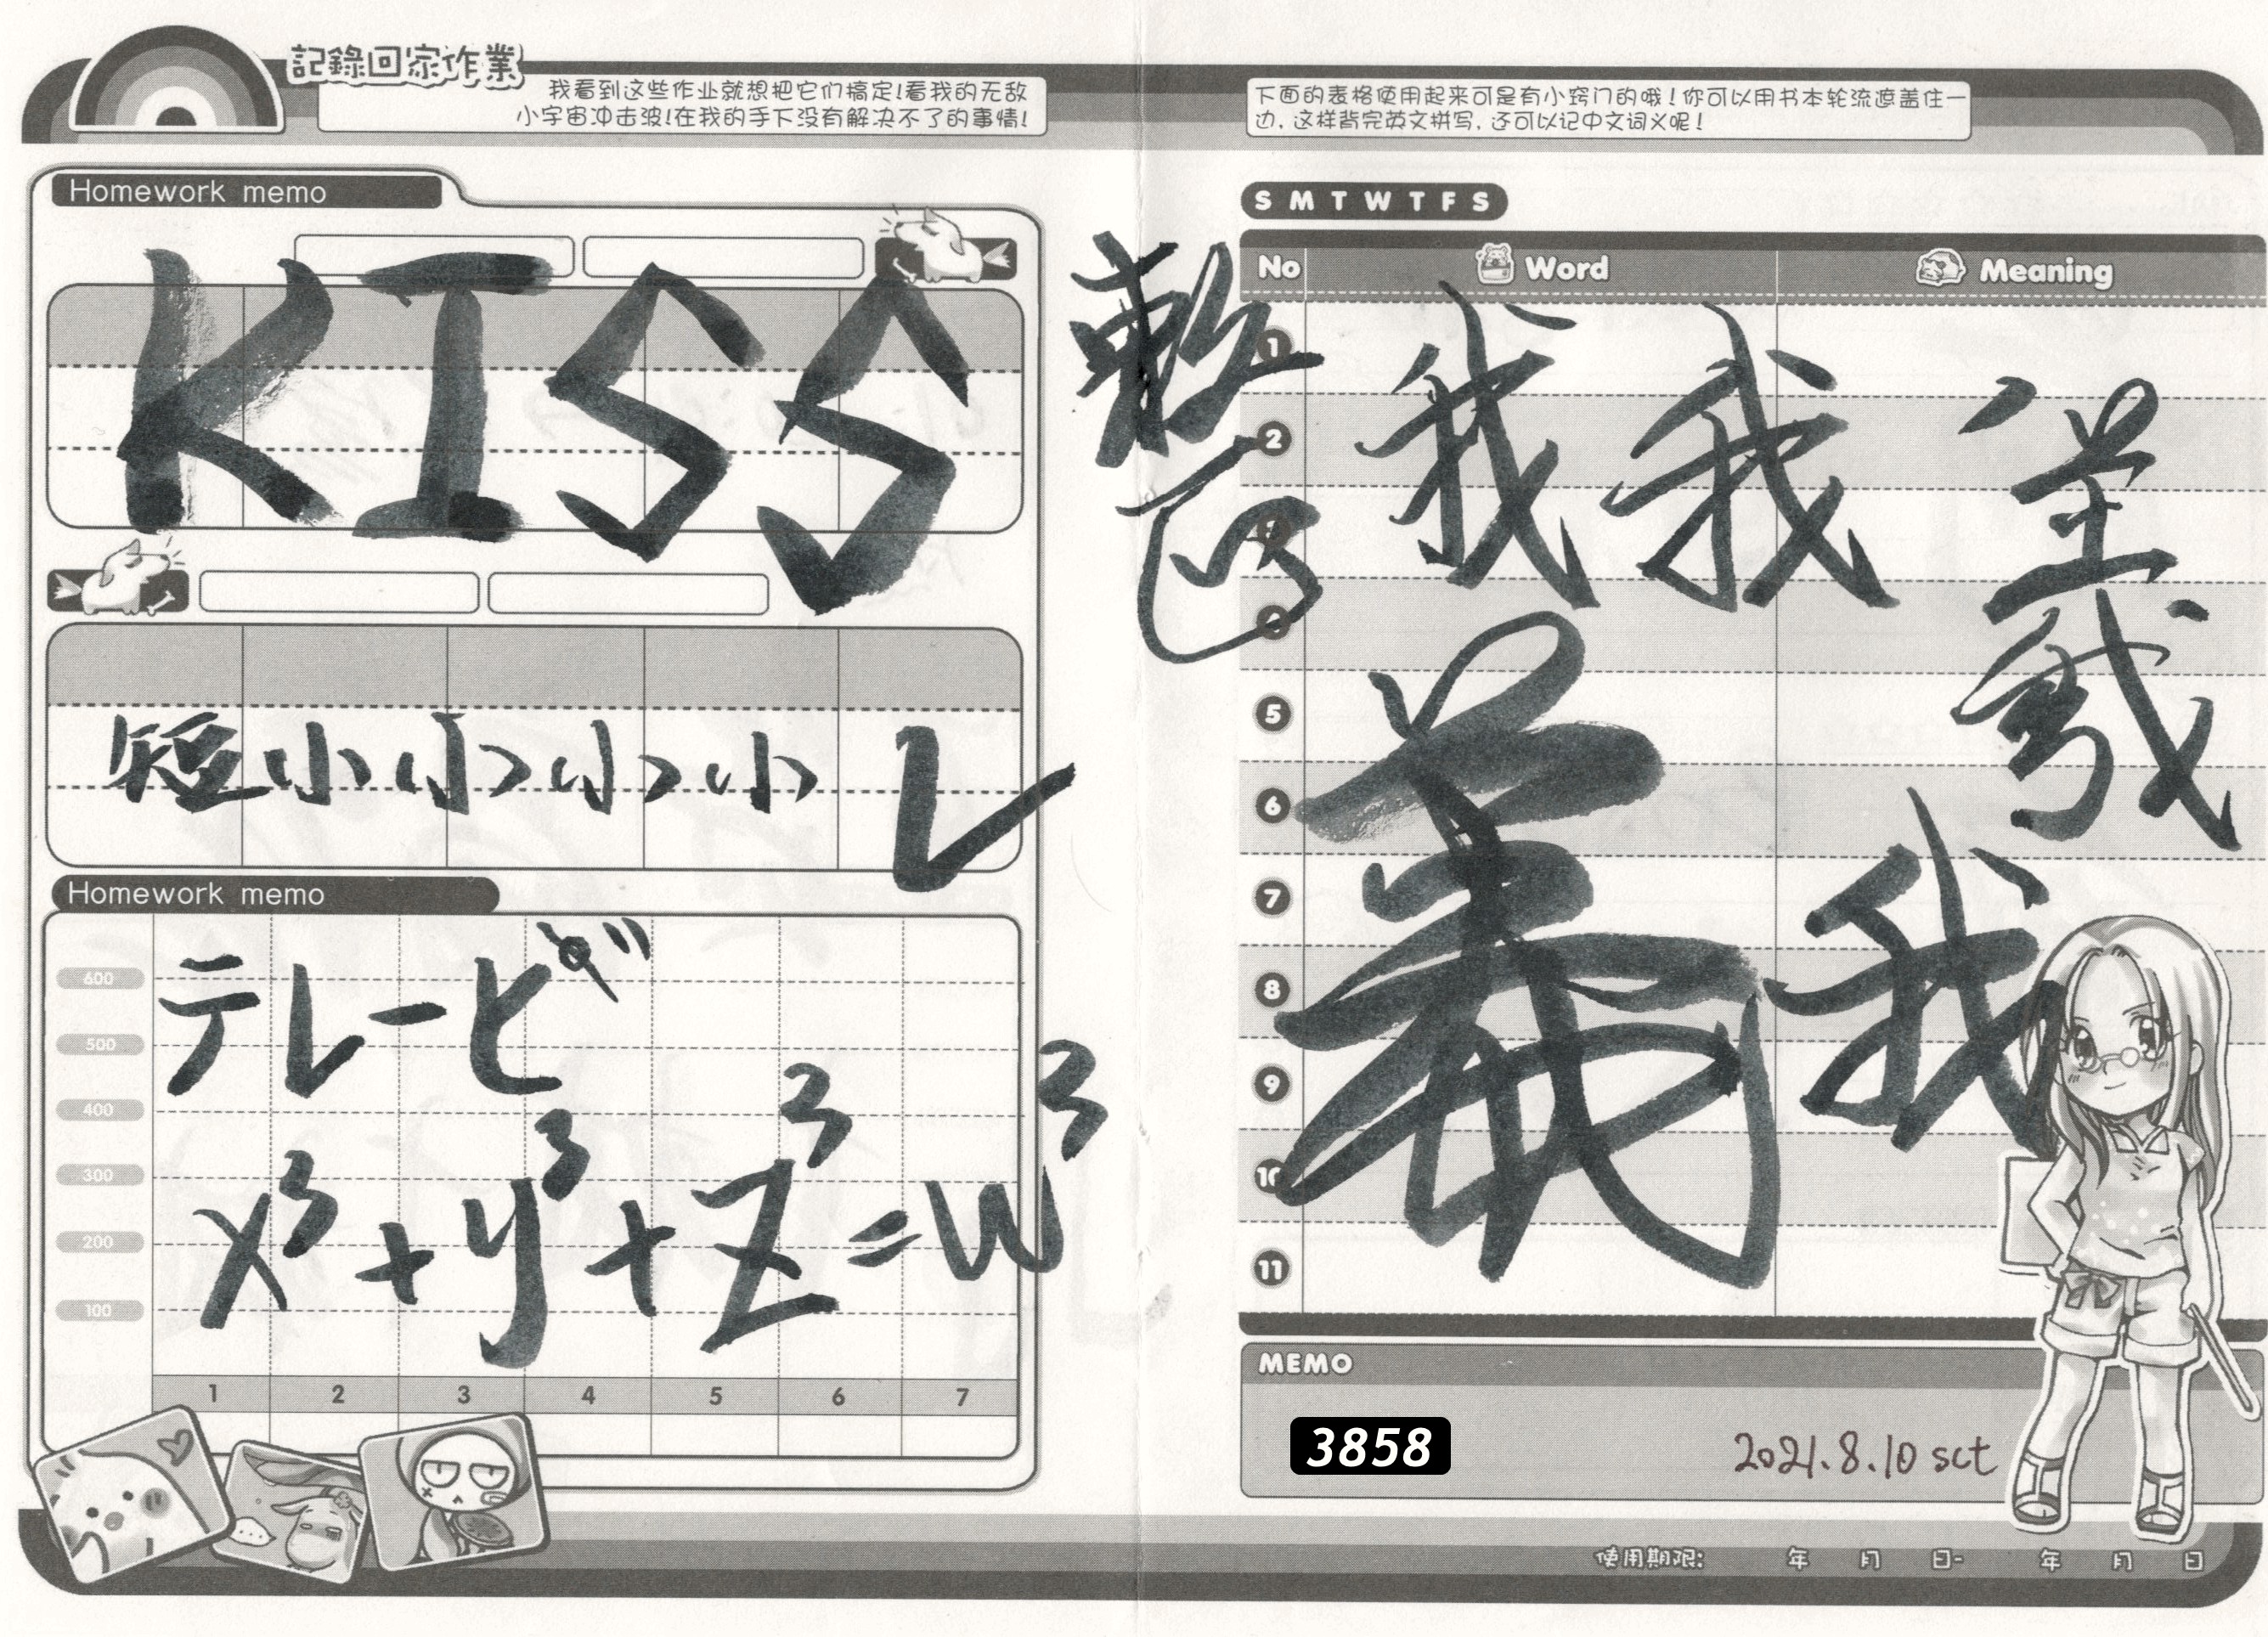 記錄回家作業
我看到这些作业就想把它们搞定!看我的无敌
小宇宙冲击波!在我的手下没有解决不了的事情!
Homework memo
KISS
短小小小小レ
Homework memo
テレービ
x³+y³+z³=w³
600
500
400
300
200
100
1 2 3 4 5 6 7
下面的表格使用起来可是有小窍门的哦!你可以用书本轮流遮盖住一
边,这样背完英文拼写,还可以记中文词义呢!
S M T W T F S
No Word Meaning
1
2
5
6
7
8
9
10
11
我我
義
義我
MEMO
3858
2021.8.10 sct
使用期限: 年 月 日- 年 月 日